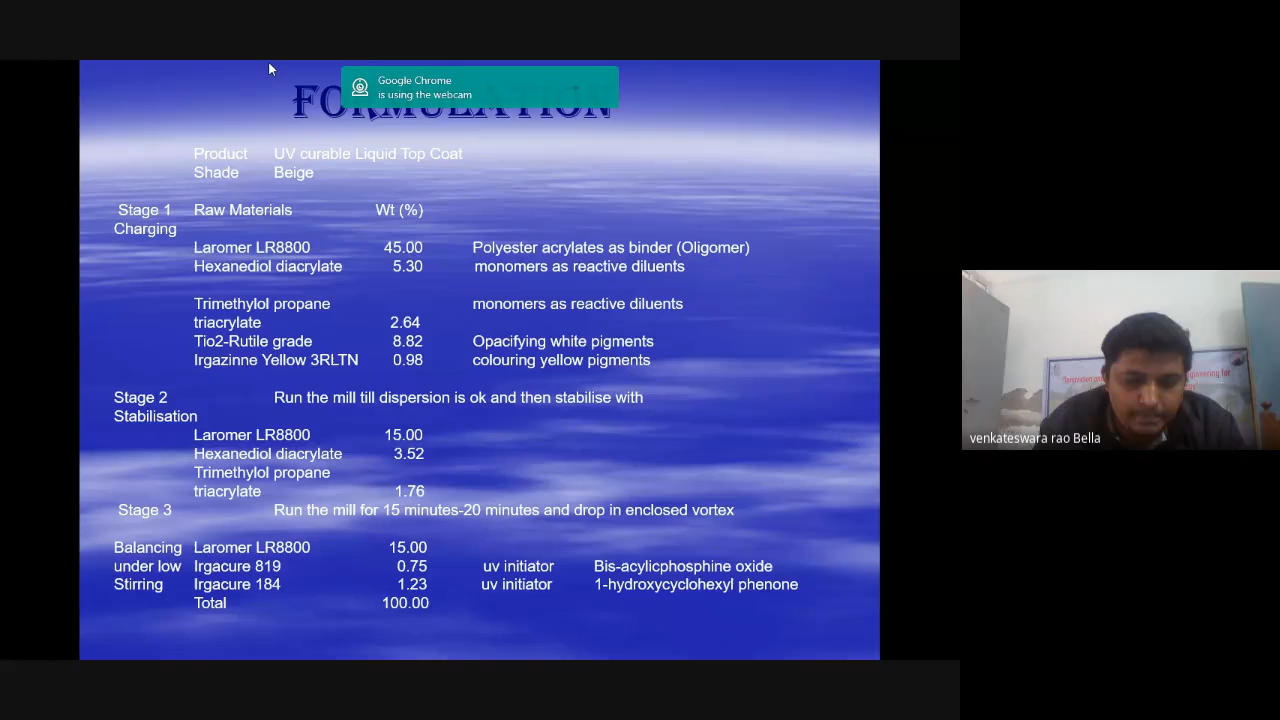 Google Chrome
is using the webcam
FORMULATION
Product UV curable Liquid Top Coat
Shade Beige
Stage 1 Raw Materials Wt (%)
Charging
Laromer LR8800 45.00 Polyester acrylates as binder (Oligomer)
Hexanediol diacrylate 5.30 monomers as reactive diluents
Trimethylol propane monomers as reactive diluents
triacrylate 2.64
Tio2-Rutile grade 8.82 Opacifying white pigments
Irgazinne Yellow 3RLTN 0.98 colouring yellow pigments
Stage 2 Run the mill till dispersion is ok and then stabilise with
Stabilisation
Laromer LR8800 15.00
Hexanediol diacrylate 3.52
Trimethylol propane
triacrylate 1.76
Stage 3 Run the mill for 15 minutes-20 minutes and drop in enclosed vortex
Balancing Laromer LR8800 15.00
under low Irgacure 819 0.75 uv initiator Bis-acylicphosphine oxide
Stirring Irgacure 184 1.23 uv initiator 1-hydroxycyclohexyl phenone
Total 100.00
venkateswara rao Bella